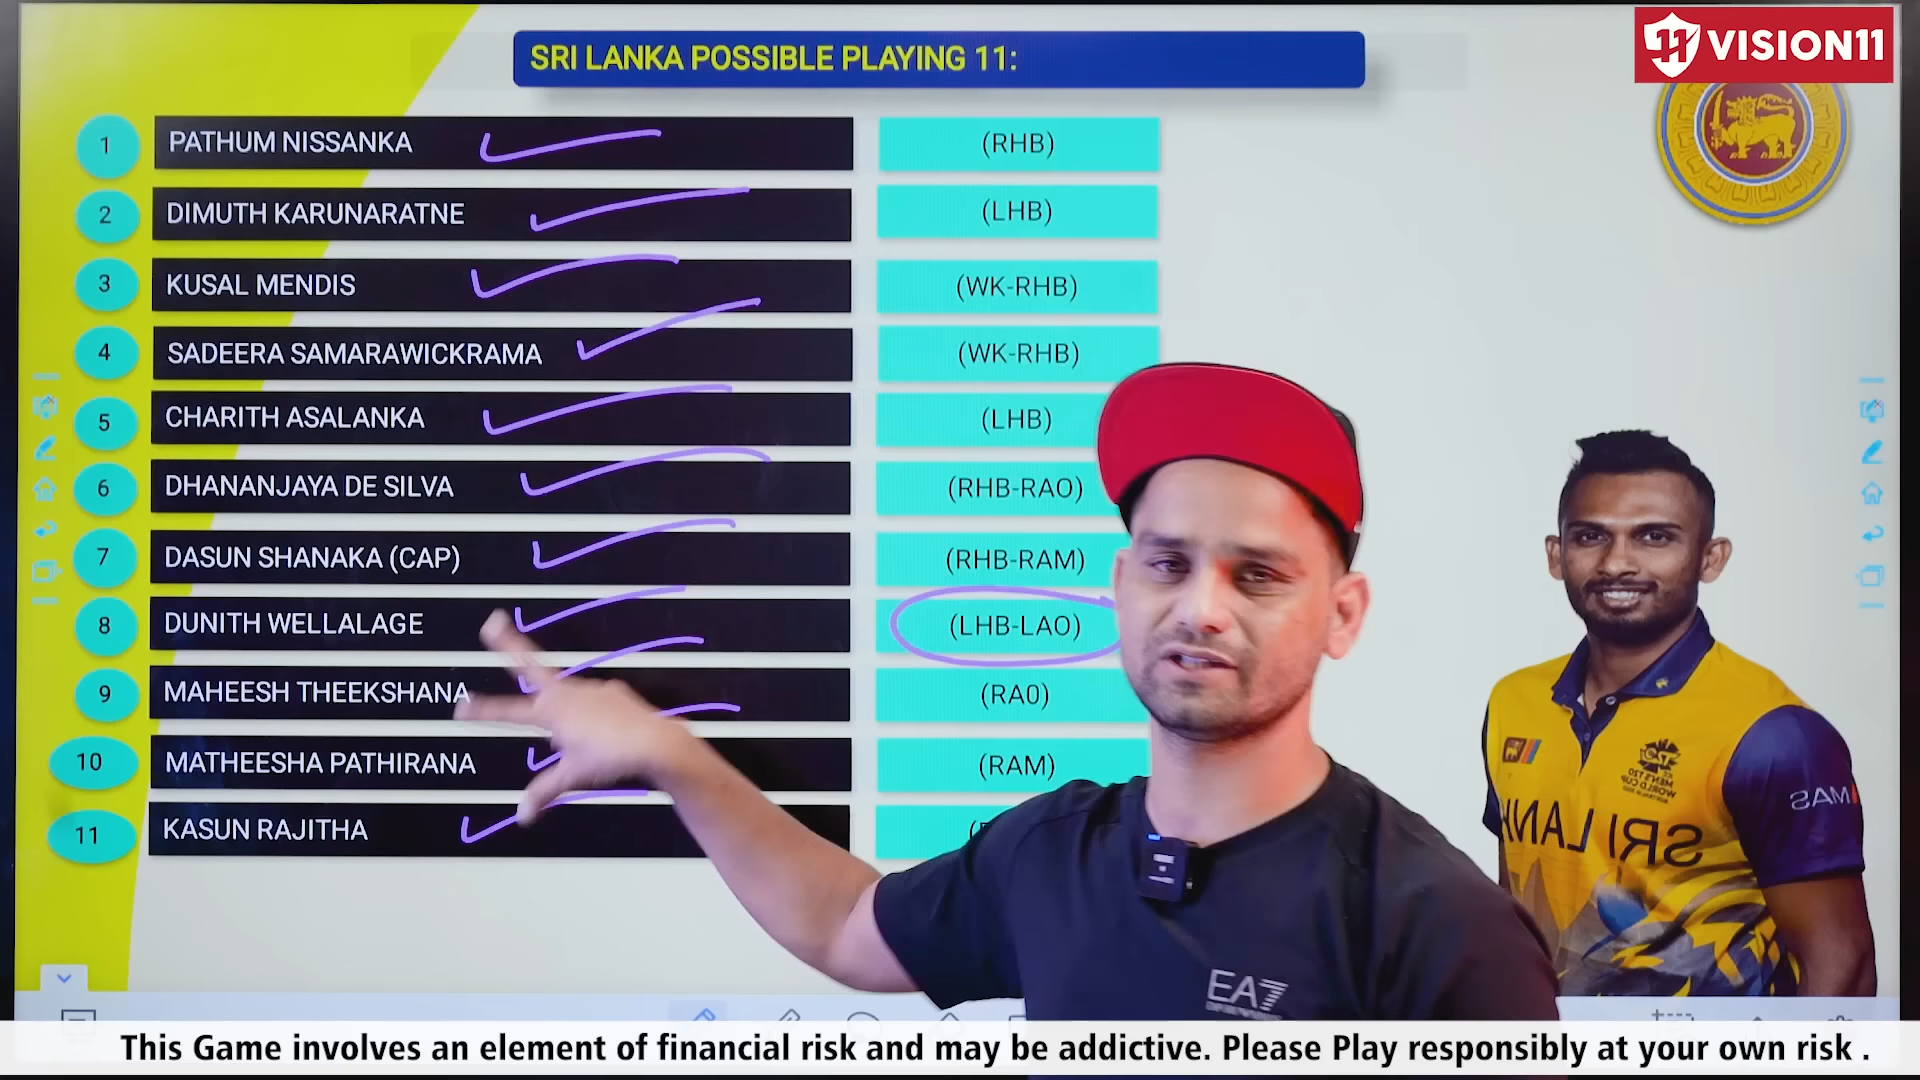 VISION11
SRI LANKA POSSIBLE PLAYING 11:
1 PATHUM NISSANKA (RHB)
2 DIMUTH KARUNARATNE (LHB)
3 KUSAL MENDIS (WK-RHB)
4 SADEERA SAMARAWICKRAMA (WK-RHB)
5 CHARITH ASALANKA (LHB)
6 DHANANJAYA DE SILVA (RHB-RAO)
7 DASUN SHANAKA (CAP) (RHB-RAM)
8 DUNITH WELLALAGE (LHB-LAO)
9 MAHEESH THEEKSHANA (RA0)
10 MATHEESHA PATHIRANA (RAM)
11 KASUN RAJITHA
SRI LANK
MAS
EA7
This Game involves an element of financial risk and may be addictive. Please Play responsibly at your own risk .